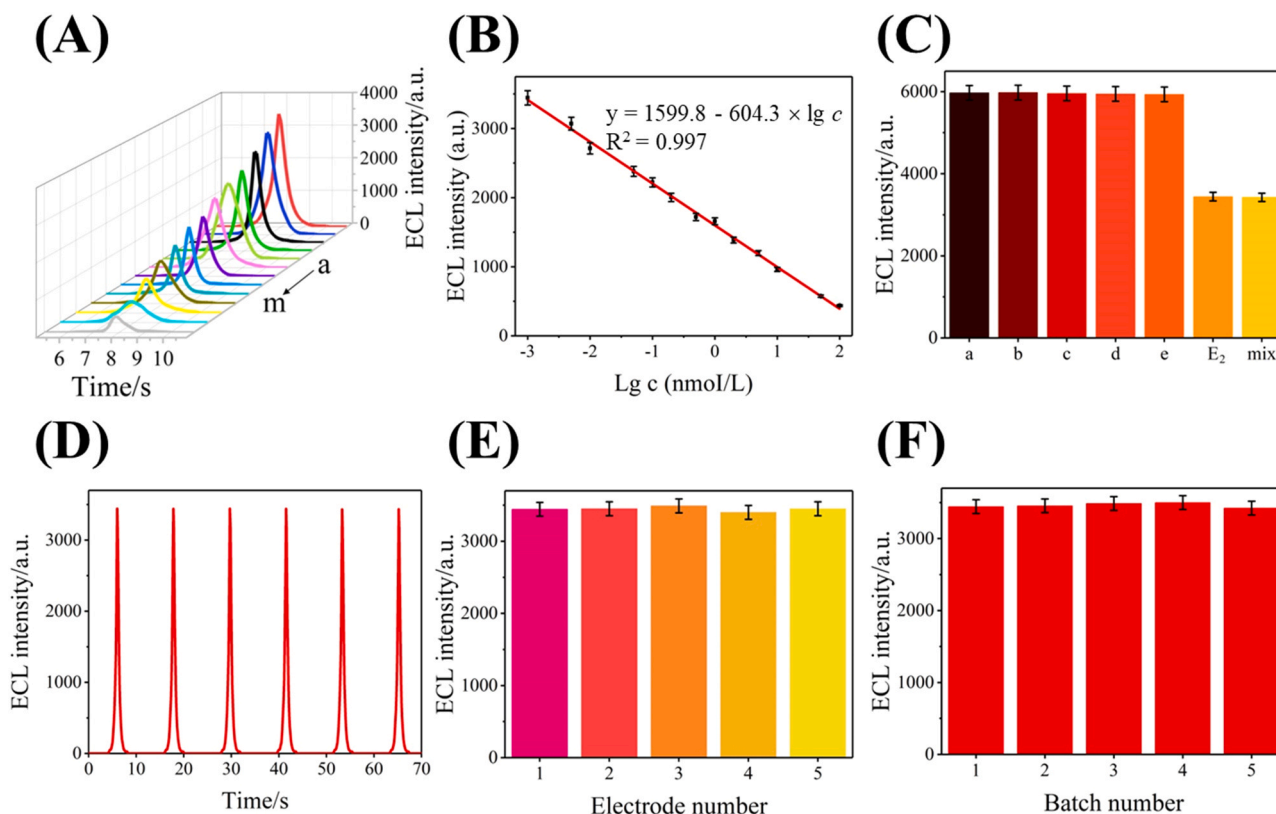 (A)
4000
3000
2000
1000
0
ECL intensity/a.u.
a
m
6 7 8 9 10
Time/s
(B)
y = 1599.8 - 604.3 × lg c
R² = 0.997
3000
2000
1000
0
ECL intensity (a.u.)
-3 -2 -1 0 1 2
Lg c (nmol/L)
(C)
6000
4000
2000
0
ECL intensity/a.u.
a b c d e E₂ mix
(D)
3000
2000
1000
0
ECL intensity/a.u.
0 10 20 30 40 50 60 70
Time/s
(E)
3000
2000
1000
0
ECL intensity/a.u.
1 2 3 4 5
Electrode number
(F)
3000
2000
1000
0
ECL intensity/a.u.
1 2 3 4 5
Batch number